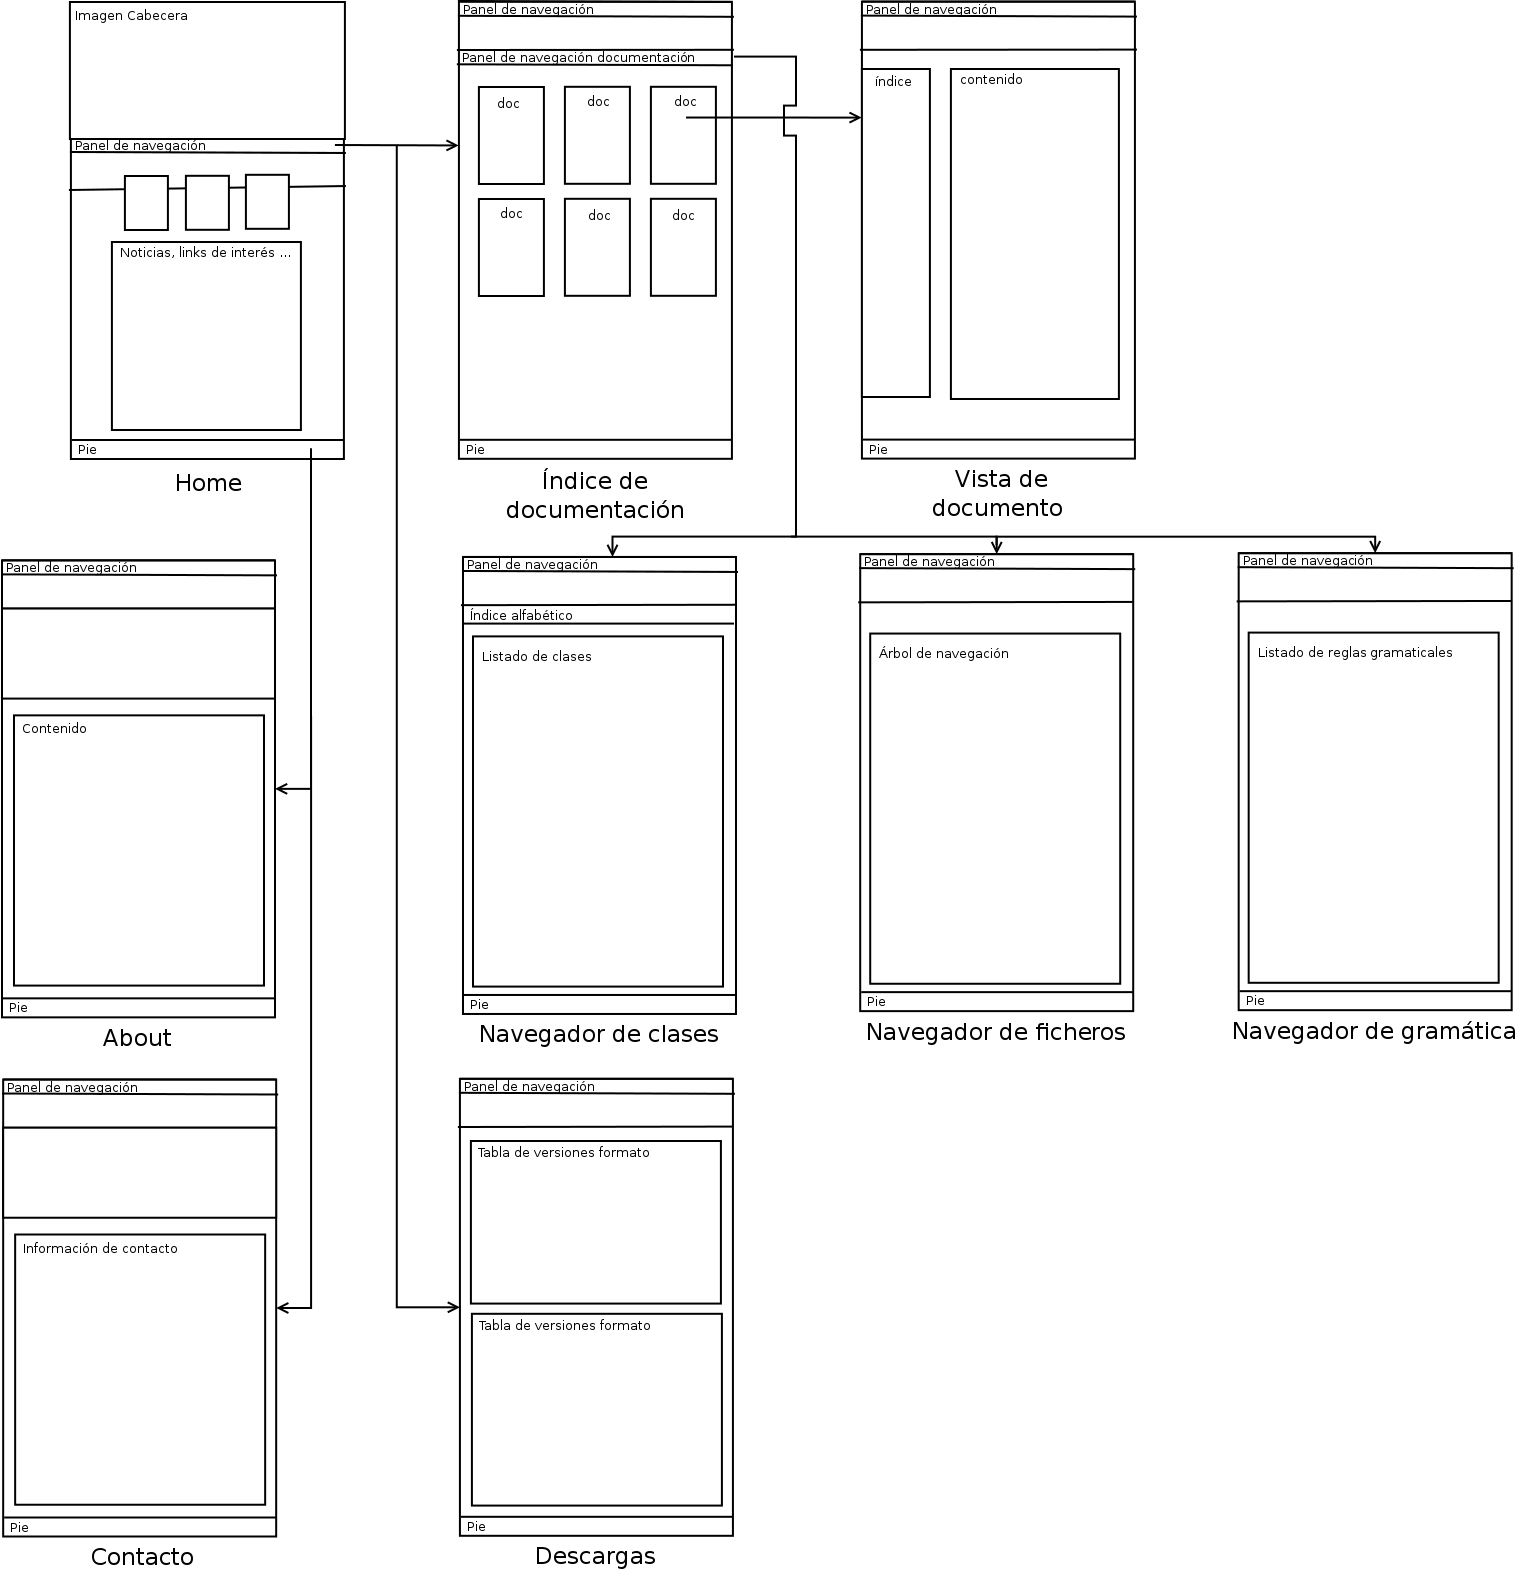 Imagen Cabecera
Panel de navegación
Noticias, links de interés ...
Pie
Home
Panel de navegación
Panel de navegación documentación
doc
doc
doc
doc
doc
doc
Pie
Índice de
documentación
Panel de navegación
índice
contenido
Pie
Vista de
documento
Panel de navegación
Contenido
Pie
About
Panel de navegación
Índice alfabético
Listado de clases
Pie
Navegador de clases
Panel de navegación
Árbol de navegación
Pie
Navegador de ficheros
Panel de navegación
Listado de reglas gramaticales
Pie
Navegador de gramática
Panel de navegación
Información de contacto
Pie
Contacto
Panel de navegación
Tabla de versiones formato
Tabla de versiones formato
Pie
Descargas